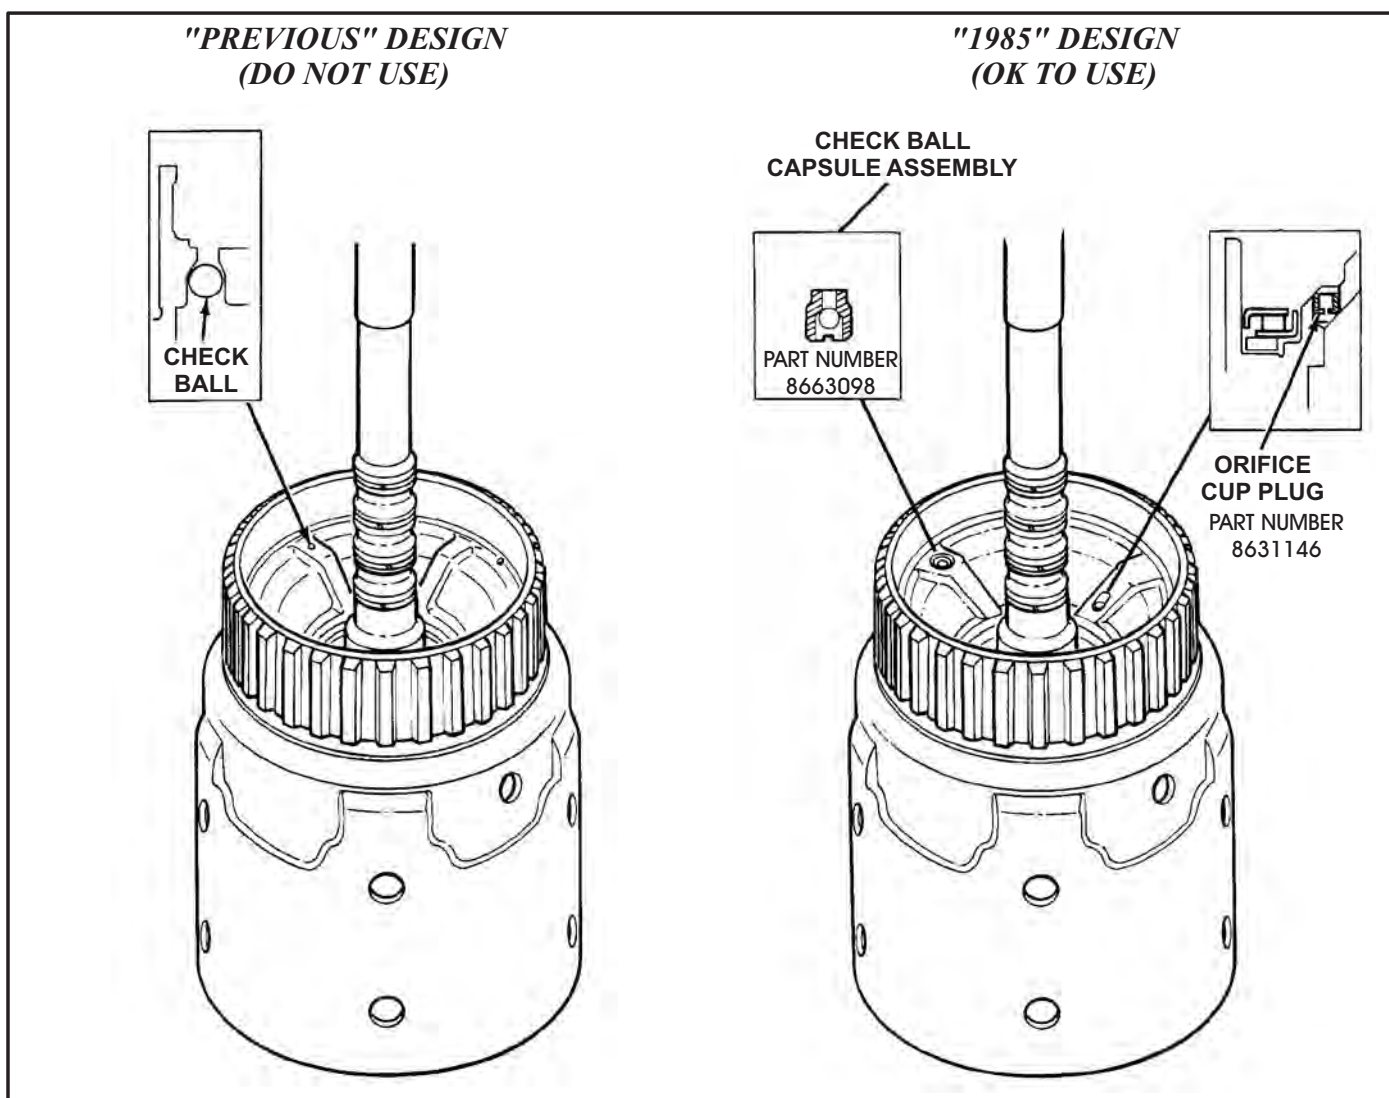 "PREVIOUS" DESIGN
(DO NOT USE)
CHECK
BALL
"1985" DESIGN
(OK TO USE)
CHECK BALL
CAPSULE ASSEMBLY
PART NUMBER
8663098
ORIFICE
CUP PLUG
PART NUMBER
8631146